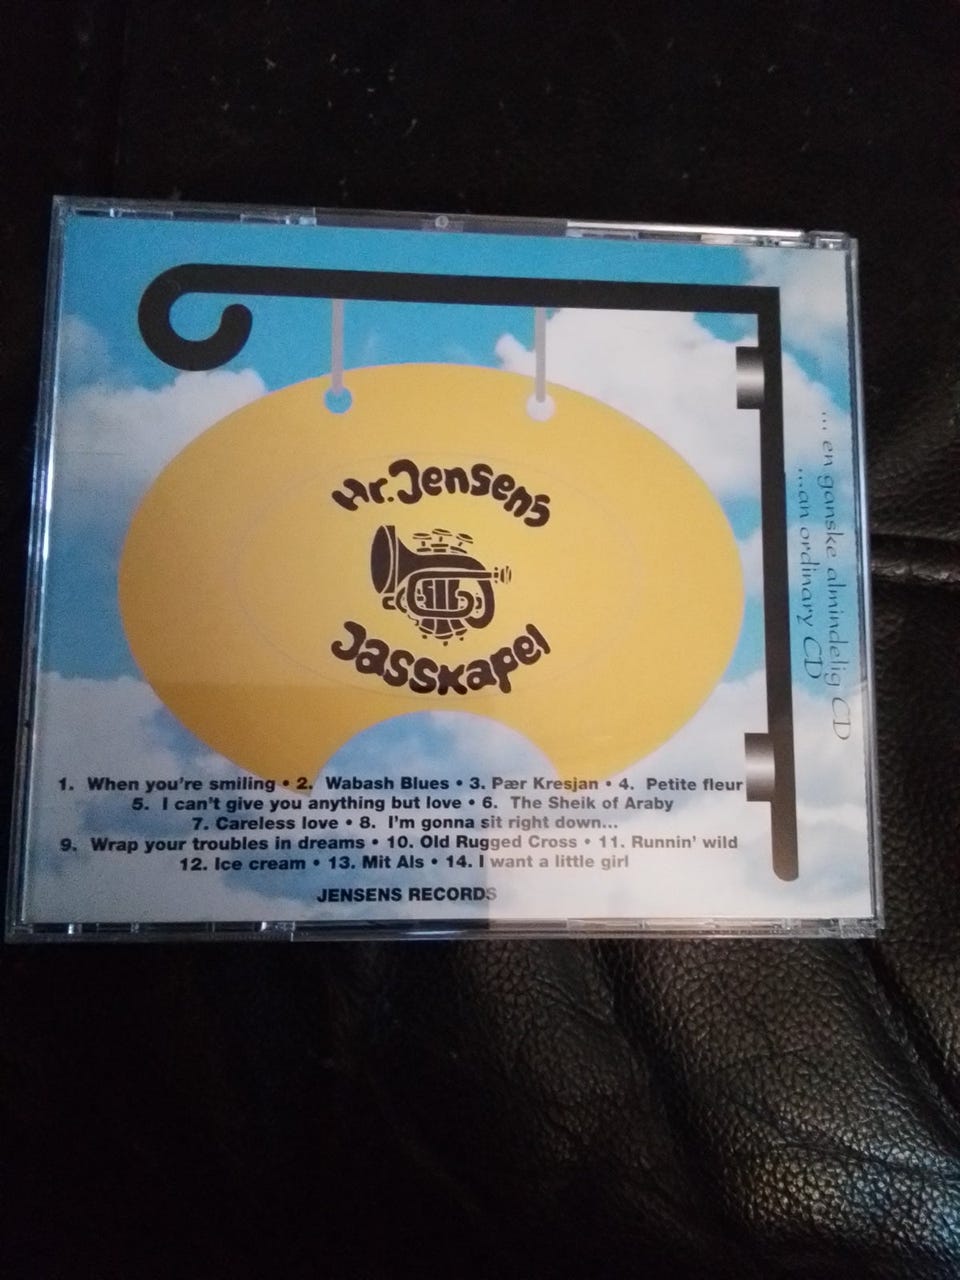 Hr. Jensens
Jasskapel
... en ganske almindelig CD
...an ordinary CD
1. When you're smiling • 2. Wabash Blues • 3. Pær Kresjan • 4. Petite fleur
5. I can't give you anything but love • 6. The Sheik of Araby
7. Careless love • 8. I'm gonna sit right down...
9. Wrap your troubles in dreams • 10. Old Rugged Cross • 11. Runnin' wild
12. Ice cream • 13. Mit Als • 14. I want a little girl
JENSENS RECORDS